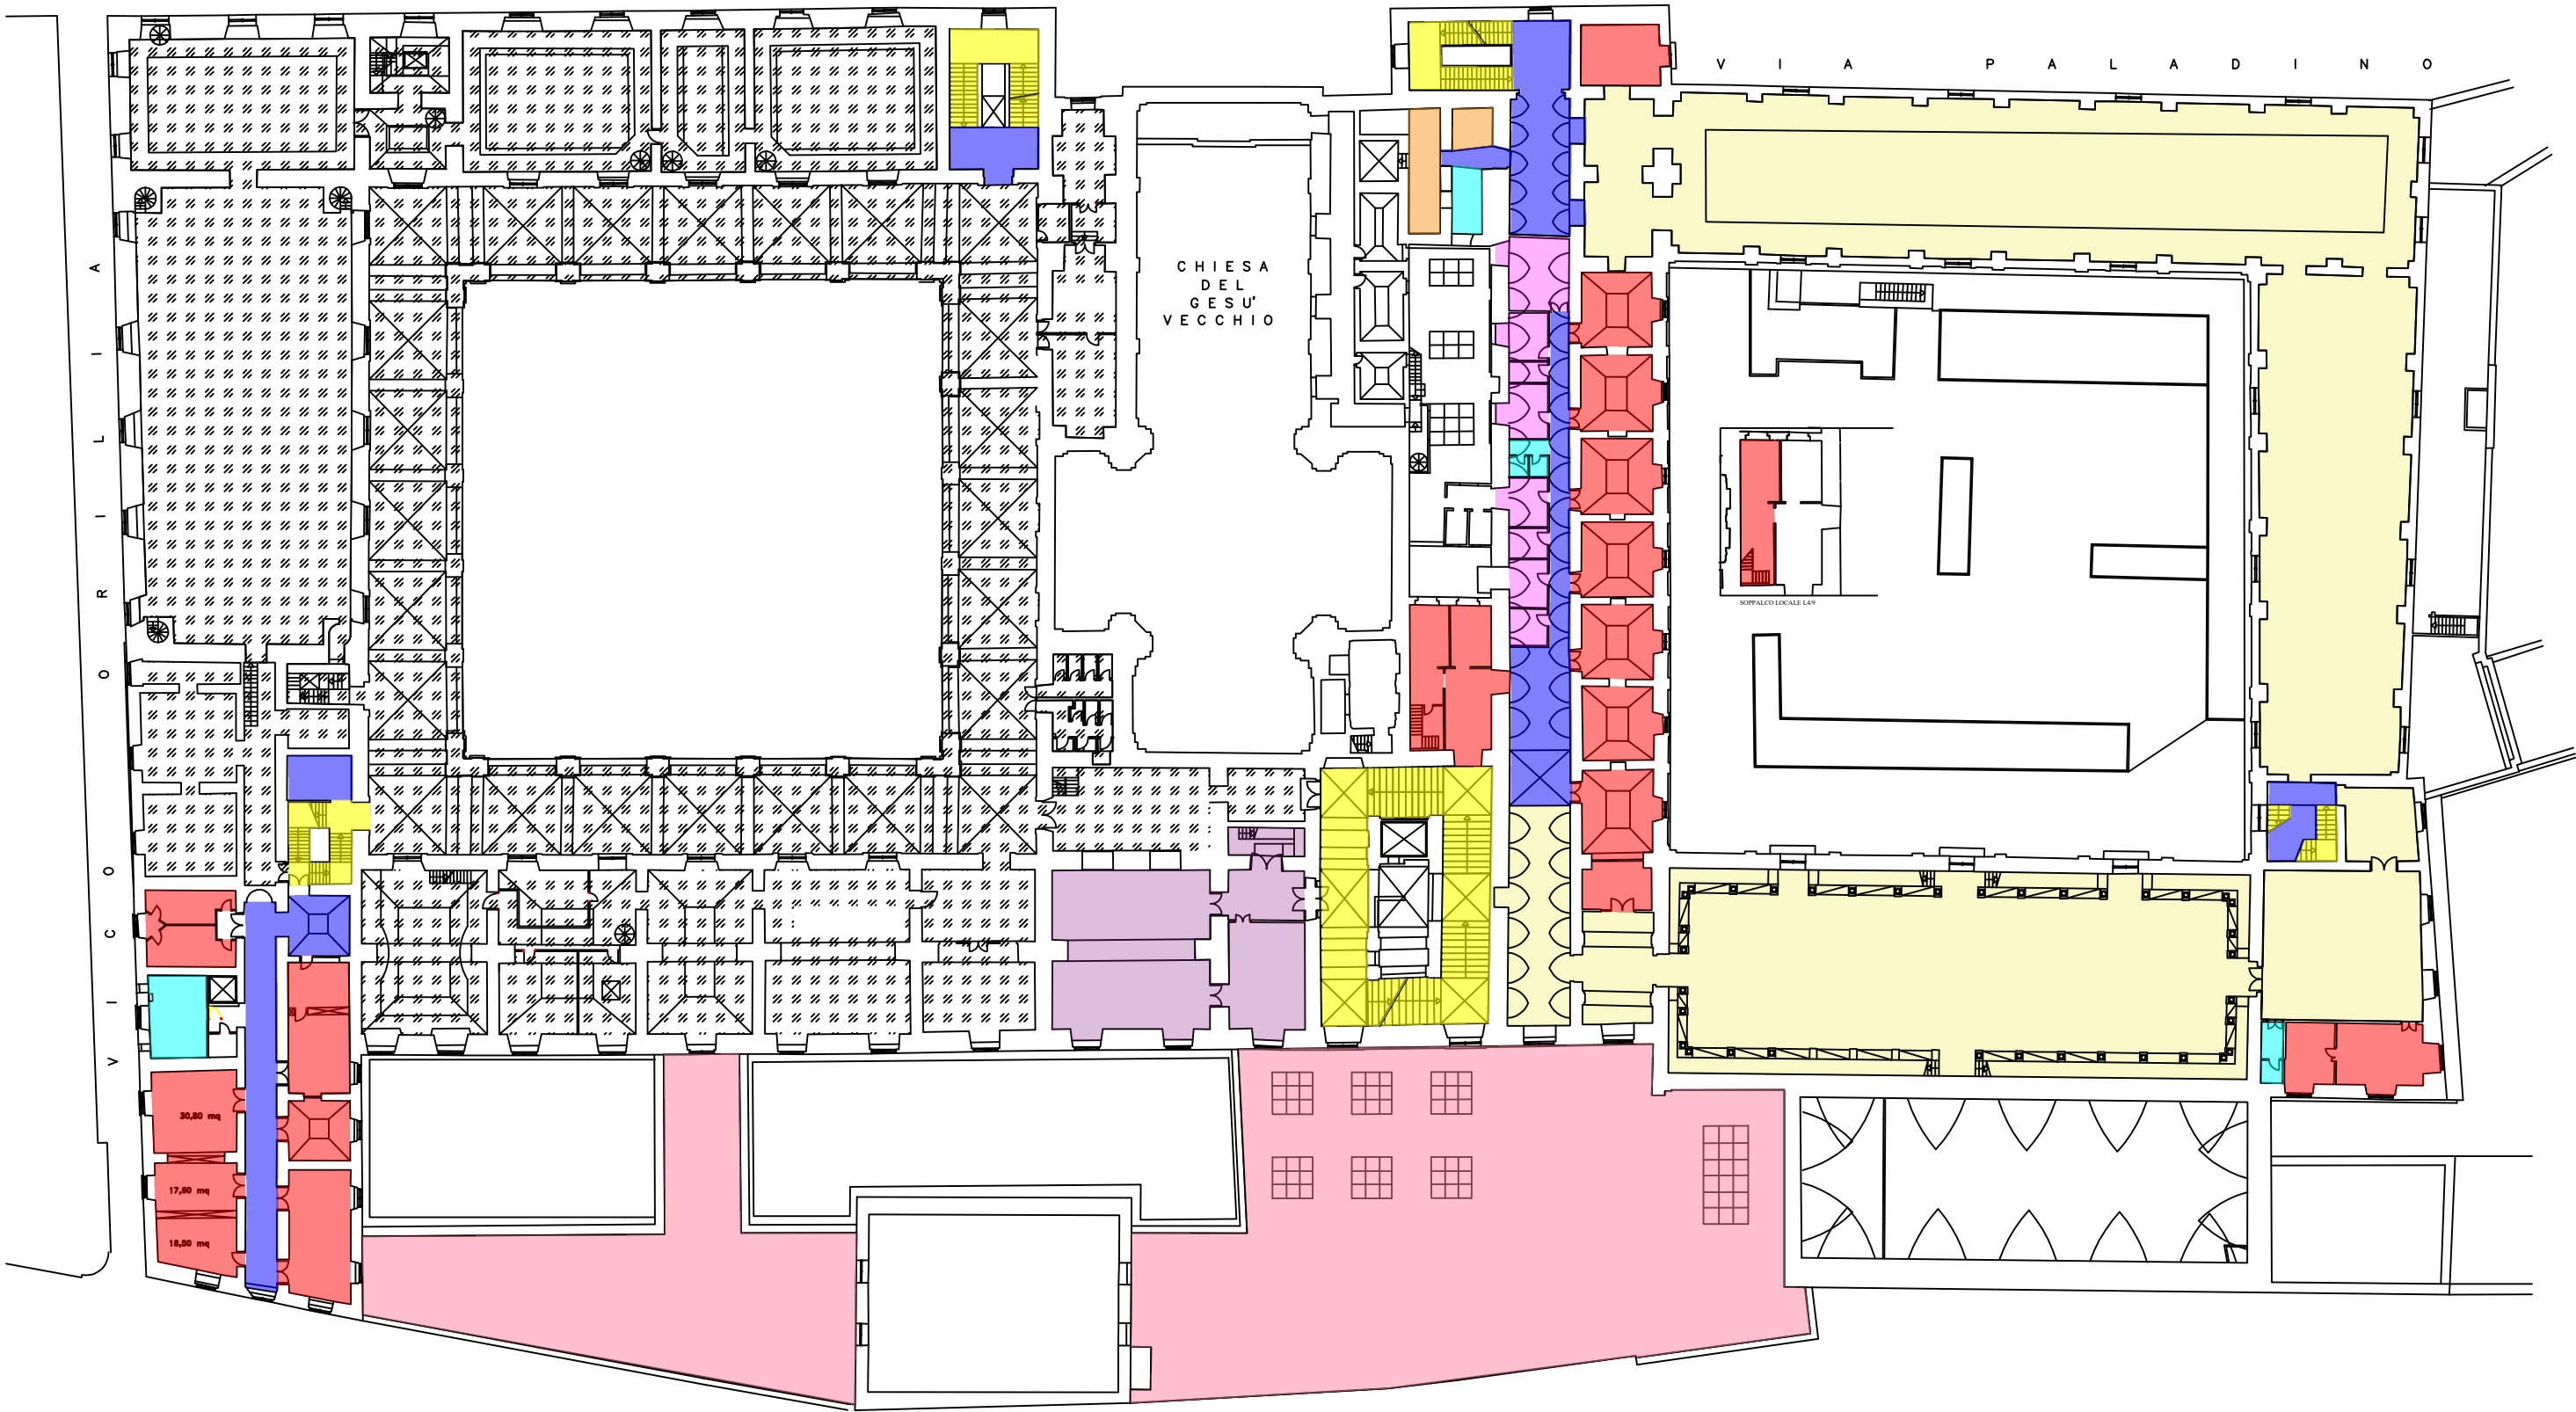 VIA PALADINO
CHIESA
DEL
GESU'
VECCHIO
VICO ORILIA
SOPPALCO LOCALE L4/9
30,80 mq
17,60 mq
18,50 mq